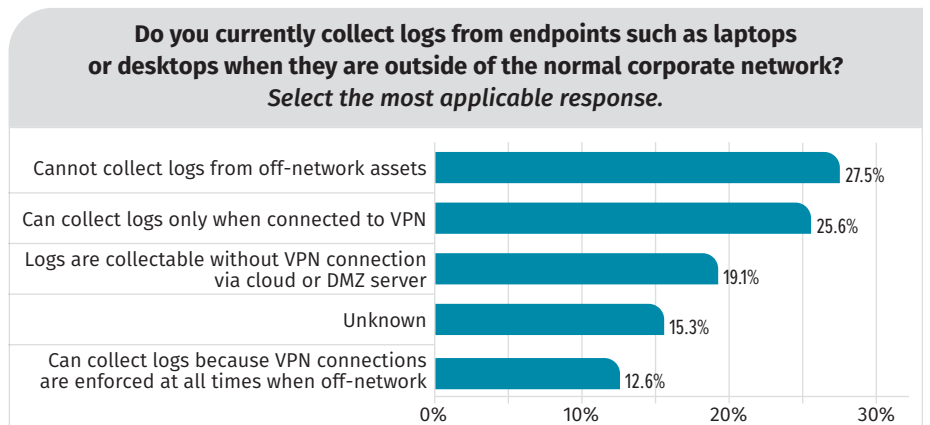 Do you currently collect logs from endpoints such as laptops
or desktops when they are outside of the normal corporate network?
Select the most applicable response.
Cannot collect logs from off-network assets
27.5%
Can collect logs only when connected to VPN
25.6%
Logs are collectable without VPN connection
via cloud or DMZ server
19.1%
Unknown
15.3%
Can collect logs because VPN connections
are enforced at all times when off-network
12.6%
0% 10% 20% 30%